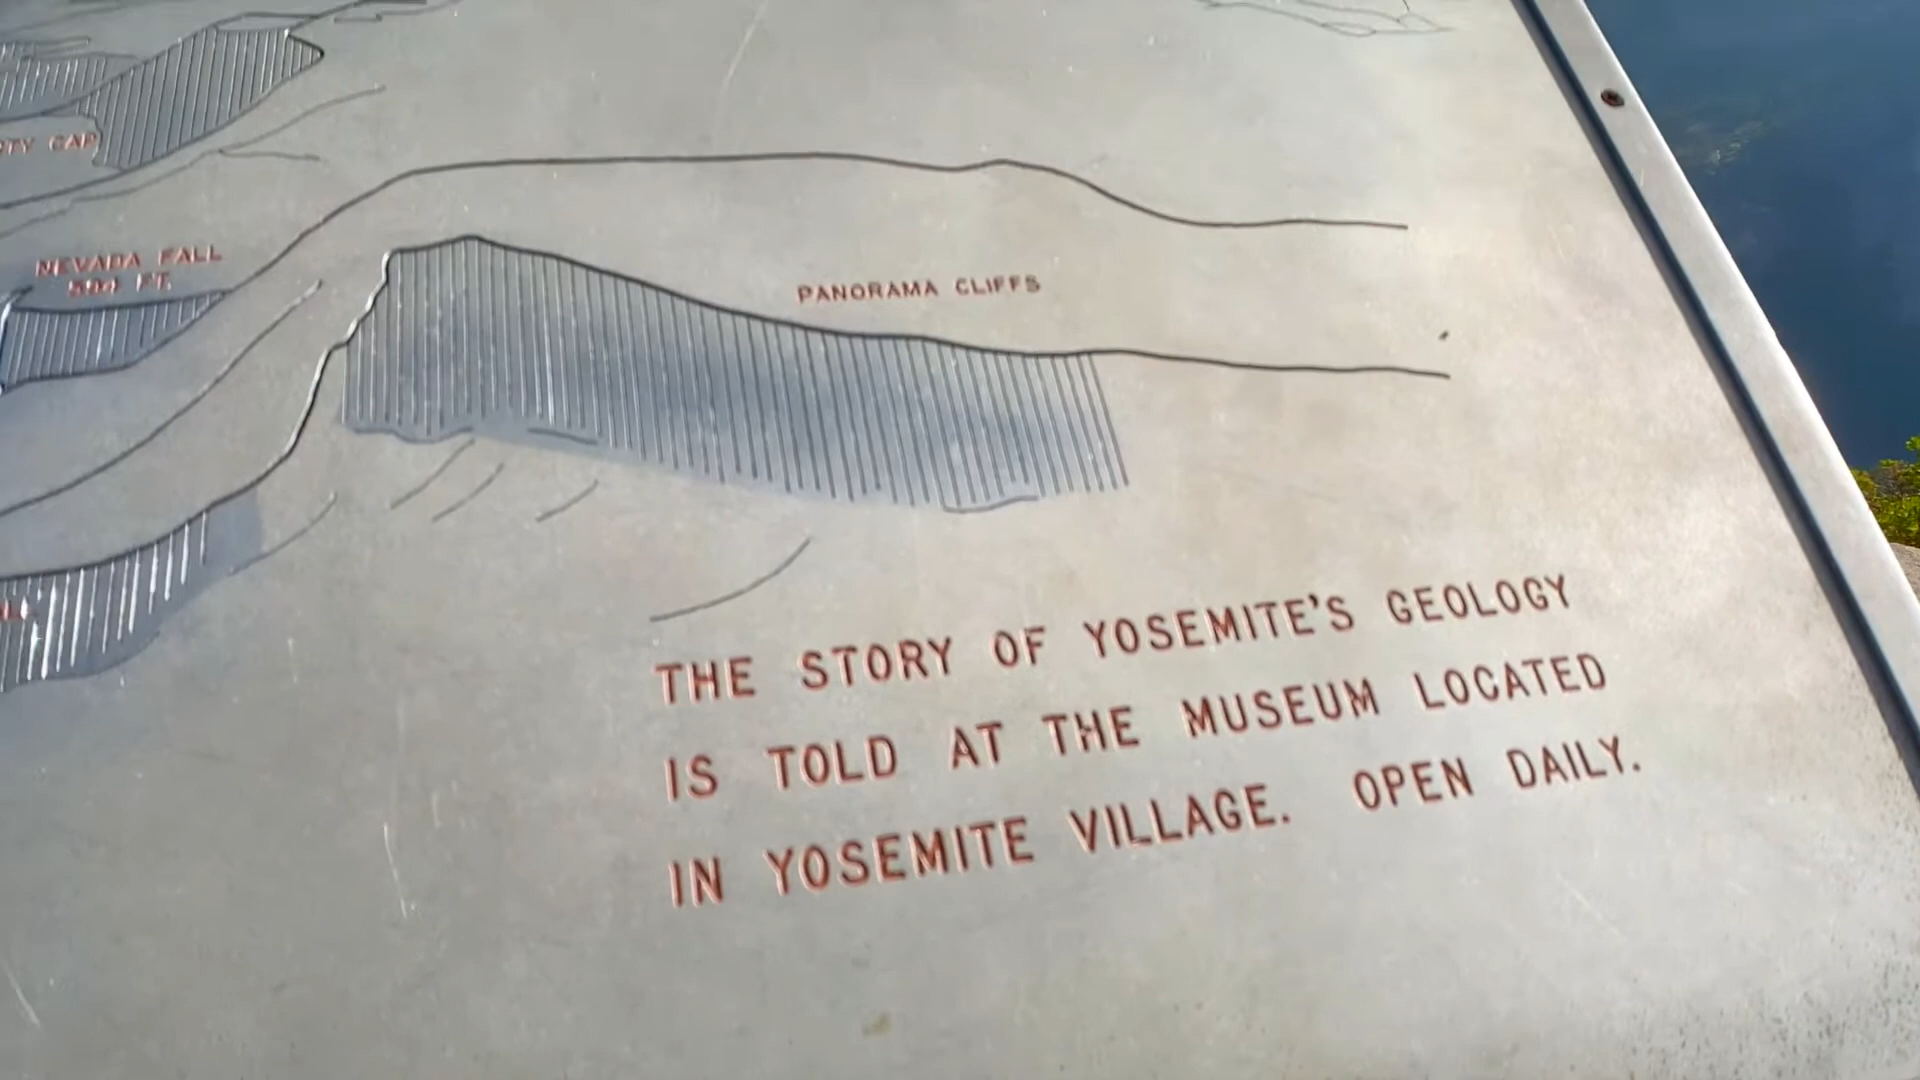 CAP
NEVADA FALL
594 FT.
PANORAMA CLIFFS
THE STORY OF YOSEMITE'S GEOLOGY
IS TOLD AT THE MUSEUM LOCATED
IN YOSEMITE VILLAGE. OPEN DAILY.